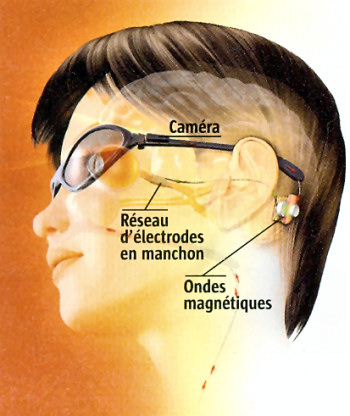 Caméra
Réseau
d'électrodes
en manchon
Ondes
magnétiques